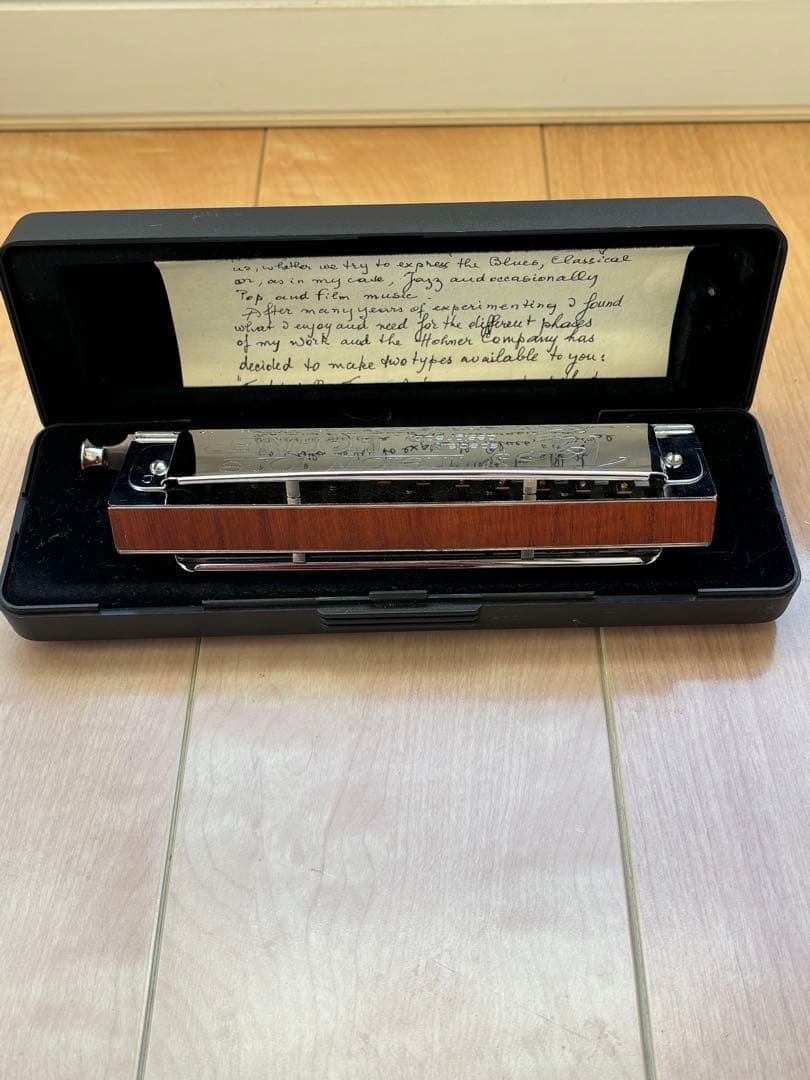 us, whether we try to express the Blues, Classical
or, as in my case, Jazz and occasionally
Pop and Film music.
After many years of experimenting I found
what I enjoy and need for the different phases
of my work and the Hohner Company has
decided to make two types available to you: